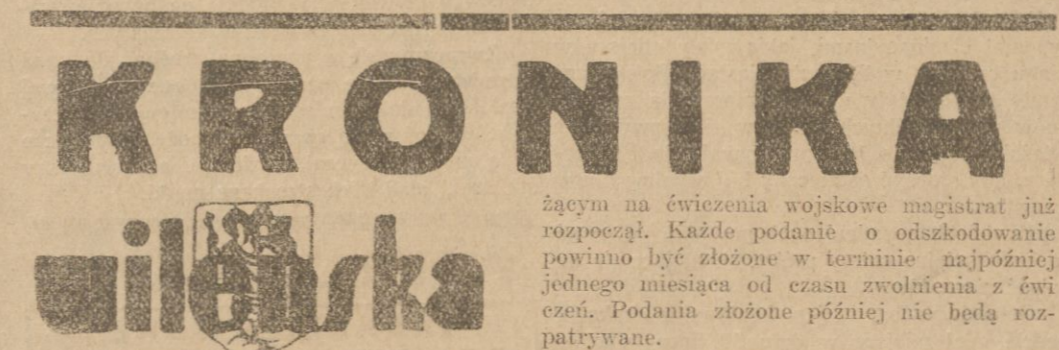 KRONIKA
wileńska
żącym na ćwiczenia wojskowe magistrat już
rozpoczął. Każde podanie o odszkodowanie
powinno być złożone w terminie najpóźniej
jednego miesiąca od czasu zwolnienia z ćwi
czeń. Podania złożone później nie będą roz-
patrywane.